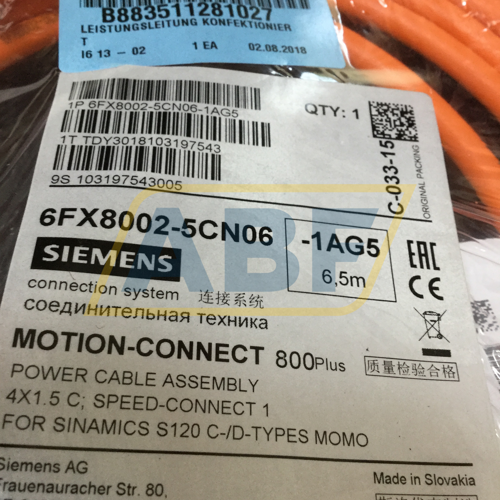 B883511281027
LEISTUNGSLEITUNG KONFEKTIONIER
T
I6 13 - 02 1 EA 02.08.2018
1P 6FX8002-5CN06-1AG5
QTY: 1
1T TDY3018103197543
9S 103197543005
C-033-15
ORIGINAL PACKING
6FX8002-5CN06 -1AG5
6,5m
SIEMENS
EAC
CE
connection system 连接系统
соединительная техника
ABF
MOTION-CONNECT 800Plus
质量检验合格
POWER CABLE ASSEMBLY
4X1.5 C; SPEED-CONNECT 1
FOR SINAMICS S120 C-/D-TYPES MOMO
Siemens AG
Made in Slovakia
Frauenauracher Str. 80,